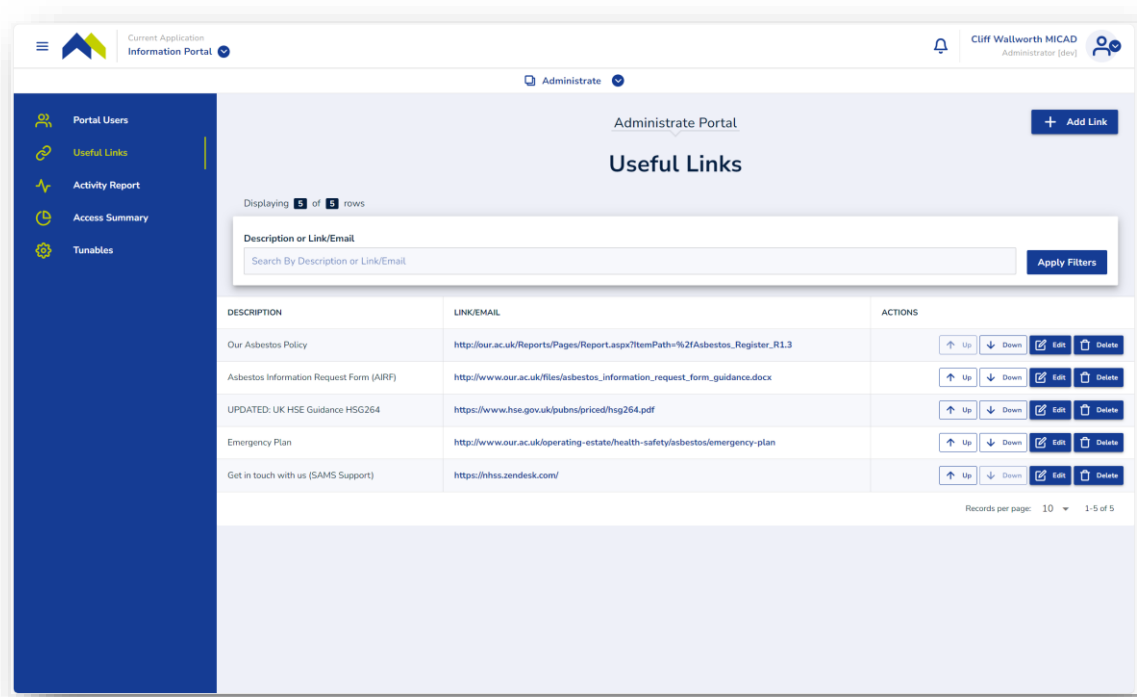 Current Application
Information Portal
Cliff Wallworth MICAD
Administrator [dev]
Administrate
Portal Users
Useful Links
Activity Report
Access Summary
Tunables
Administrate Portal
+ Add Link
Useful Links
Displaying 5 of 5 rows
Description or Link/Email
Search By Description or Link/Email
Apply Filters
DESCRIPTION LINK/EMAIL ACTIONS
Our Asbestos Policy http://our.ac.uk/Reports/Pages/Report.aspx?ItemPath=%2fAsbestos_Register_R1.3 Up Down Edit Delete
Asbestos Information Request Form (AIRF) http://www.our.ac.uk/files/asbestos_information_request_form_guidance.docx Up Down Edit Delete
UPDATED: UK HSE Guidance HSG264 https://www.hse.gov.uk/pubns/priced/hsg264.pdf Up Down Edit Delete
Emergency Plan http://www.our.ac.uk/operating-estate/health-safety/asbestos/emergency-plan Up Down Edit Delete
Get in touch with us (SAMS Support) https://nhss.zendesk.com/ Up Down Edit Delete
Records per page: 10 1-5 of 5